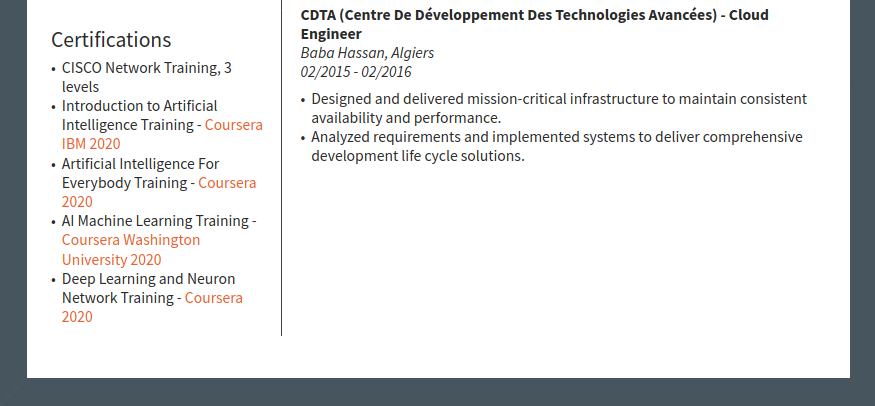 Certifications
• CISCO Network Training, 3
levels
• Introduction to Artificial
Intelligence Training - Coursera
IBM 2020
• Artificial Intelligence For
Everybody Training - Coursera
2020
• AI Machine Learning Training -
Coursera Washington
University 2020
• Deep Learning and Neuron
Network Training - Coursera
2020
CDTA (Centre De Développement Des Technologies Avancées) - Cloud
Engineer
Baba Hassan, Algiers
02/2015 - 02/2016
• Designed and delivered mission-critical infrastructure to maintain consistent
availability and performance.
• Analyzed requirements and implemented systems to deliver comprehensive
development life cycle solutions.